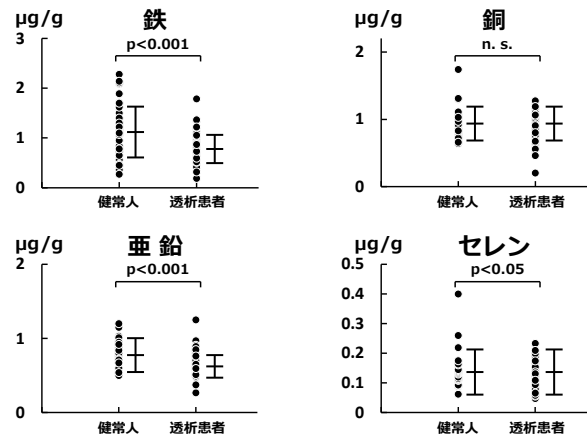 μg/g 鉄
p<0.001
3
2
1
0
健常人 透析患者
μg/g 銅
n. s.
2
1
0
健常人 透析患者
μg/g 亜 鉛
p<0.001
2
1
0
健常人 透析患者
μg/g セレン
p<0.05
0.5
0.4
0.3
0.2
0.1
0
健常人 透析患者